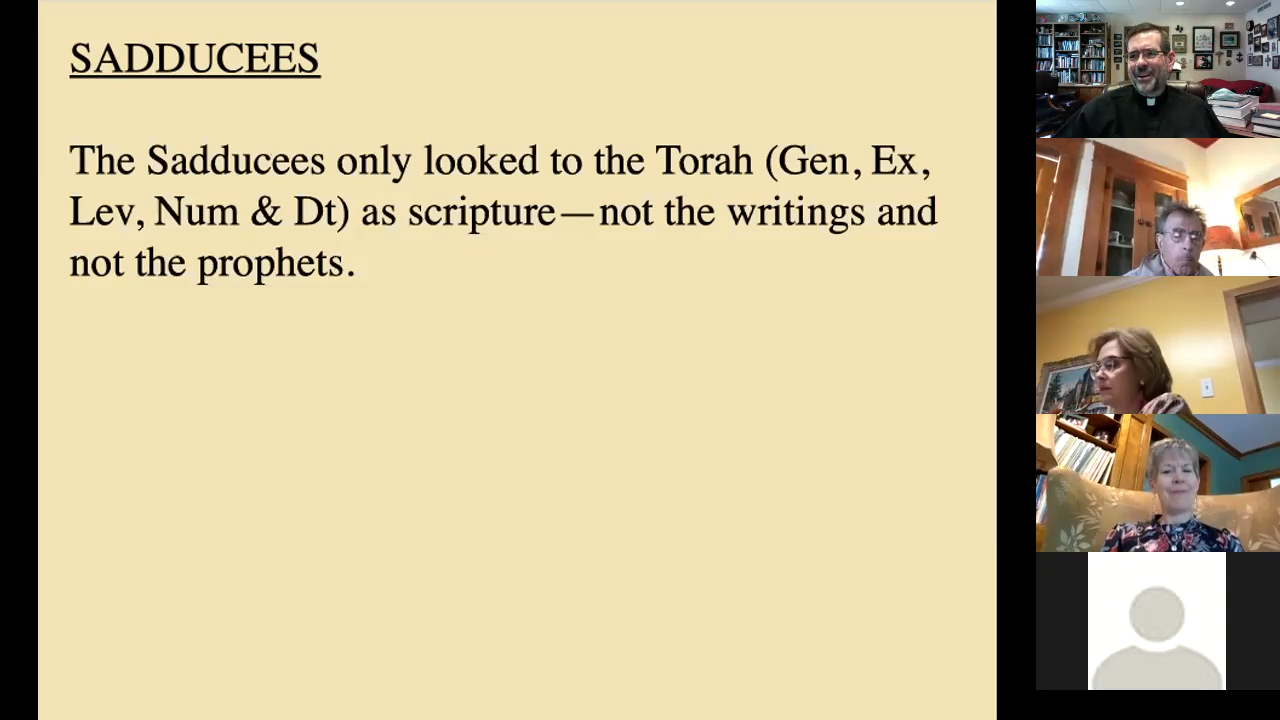 SADDUCEES
The Sadducees only looked to the Torah (Gen, Ex,
Lev, Num & Dt) as scripture—not the writings and
not the prophets.